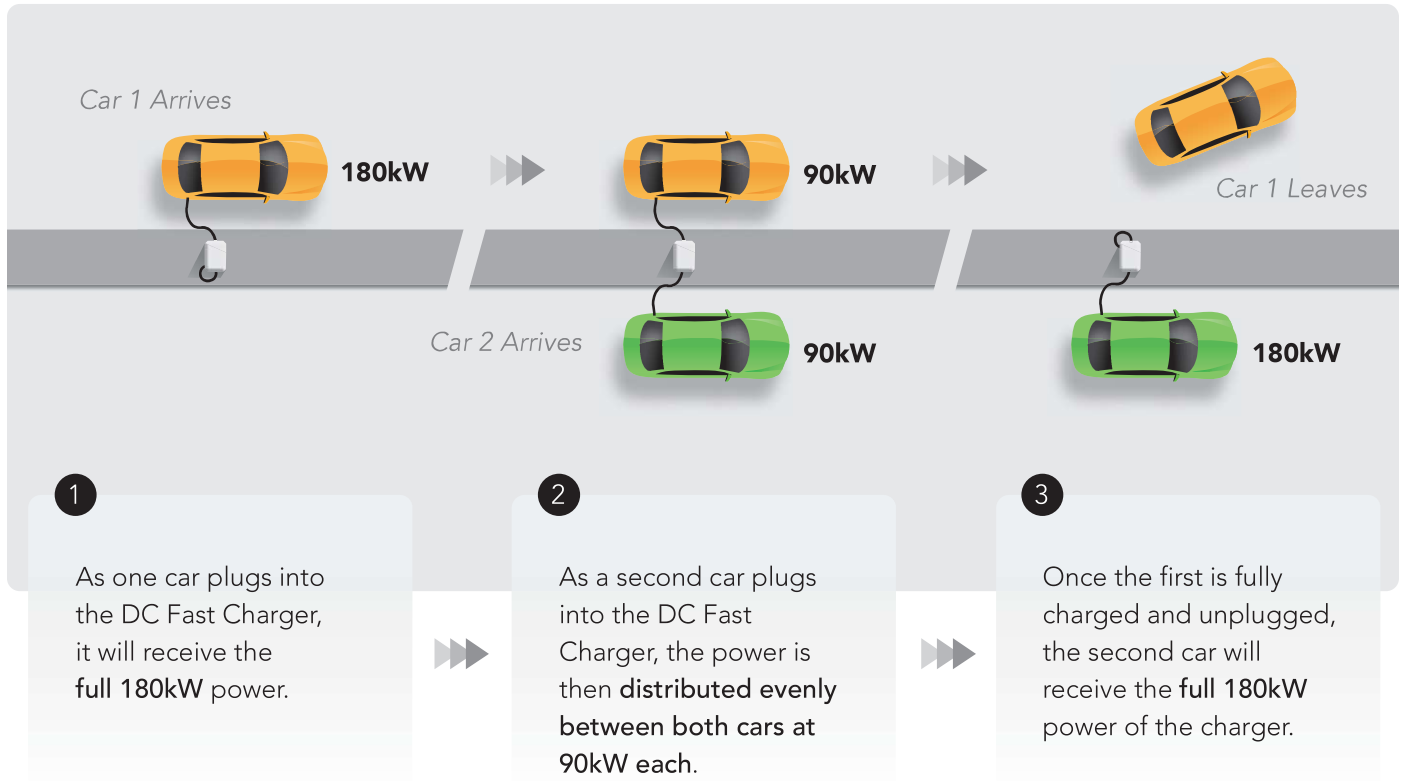 Car 1 Arrives
180kW
90kW
Car 1 Leaves
Car 2 Arrives
90kW
180kW
1
As one car plugs into
the DC Fast Charger,
it will receive the
full 180kW power.
2
As a second car plugs
into the DC Fast
Charger, the power is
then distributed evenly
between both cars at
90kW each.
3
Once the first is fully
charged and unplugged,
the second car will
receive the full 180kW
power of the charger.